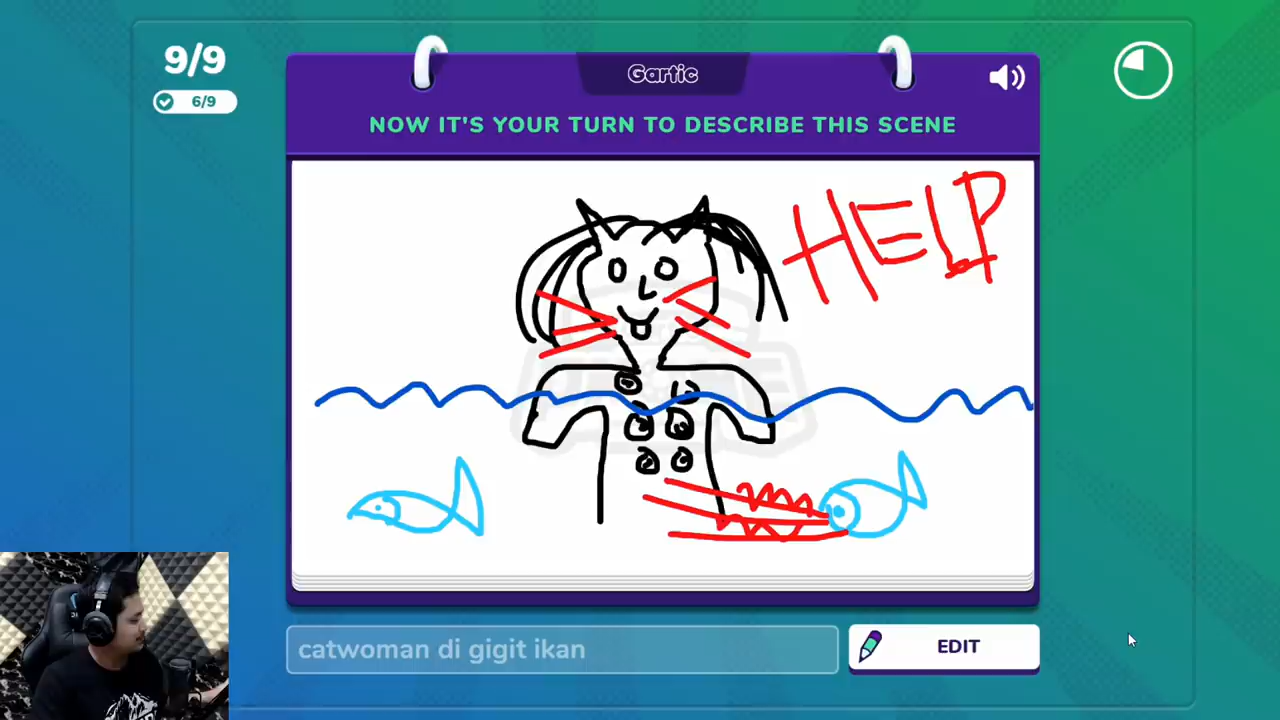 9/9
6/9
Gartic
NOW IT'S YOUR TURN TO DESCRIBE THIS SCENE
HELP
catwoman di gigit ikan
EDIT